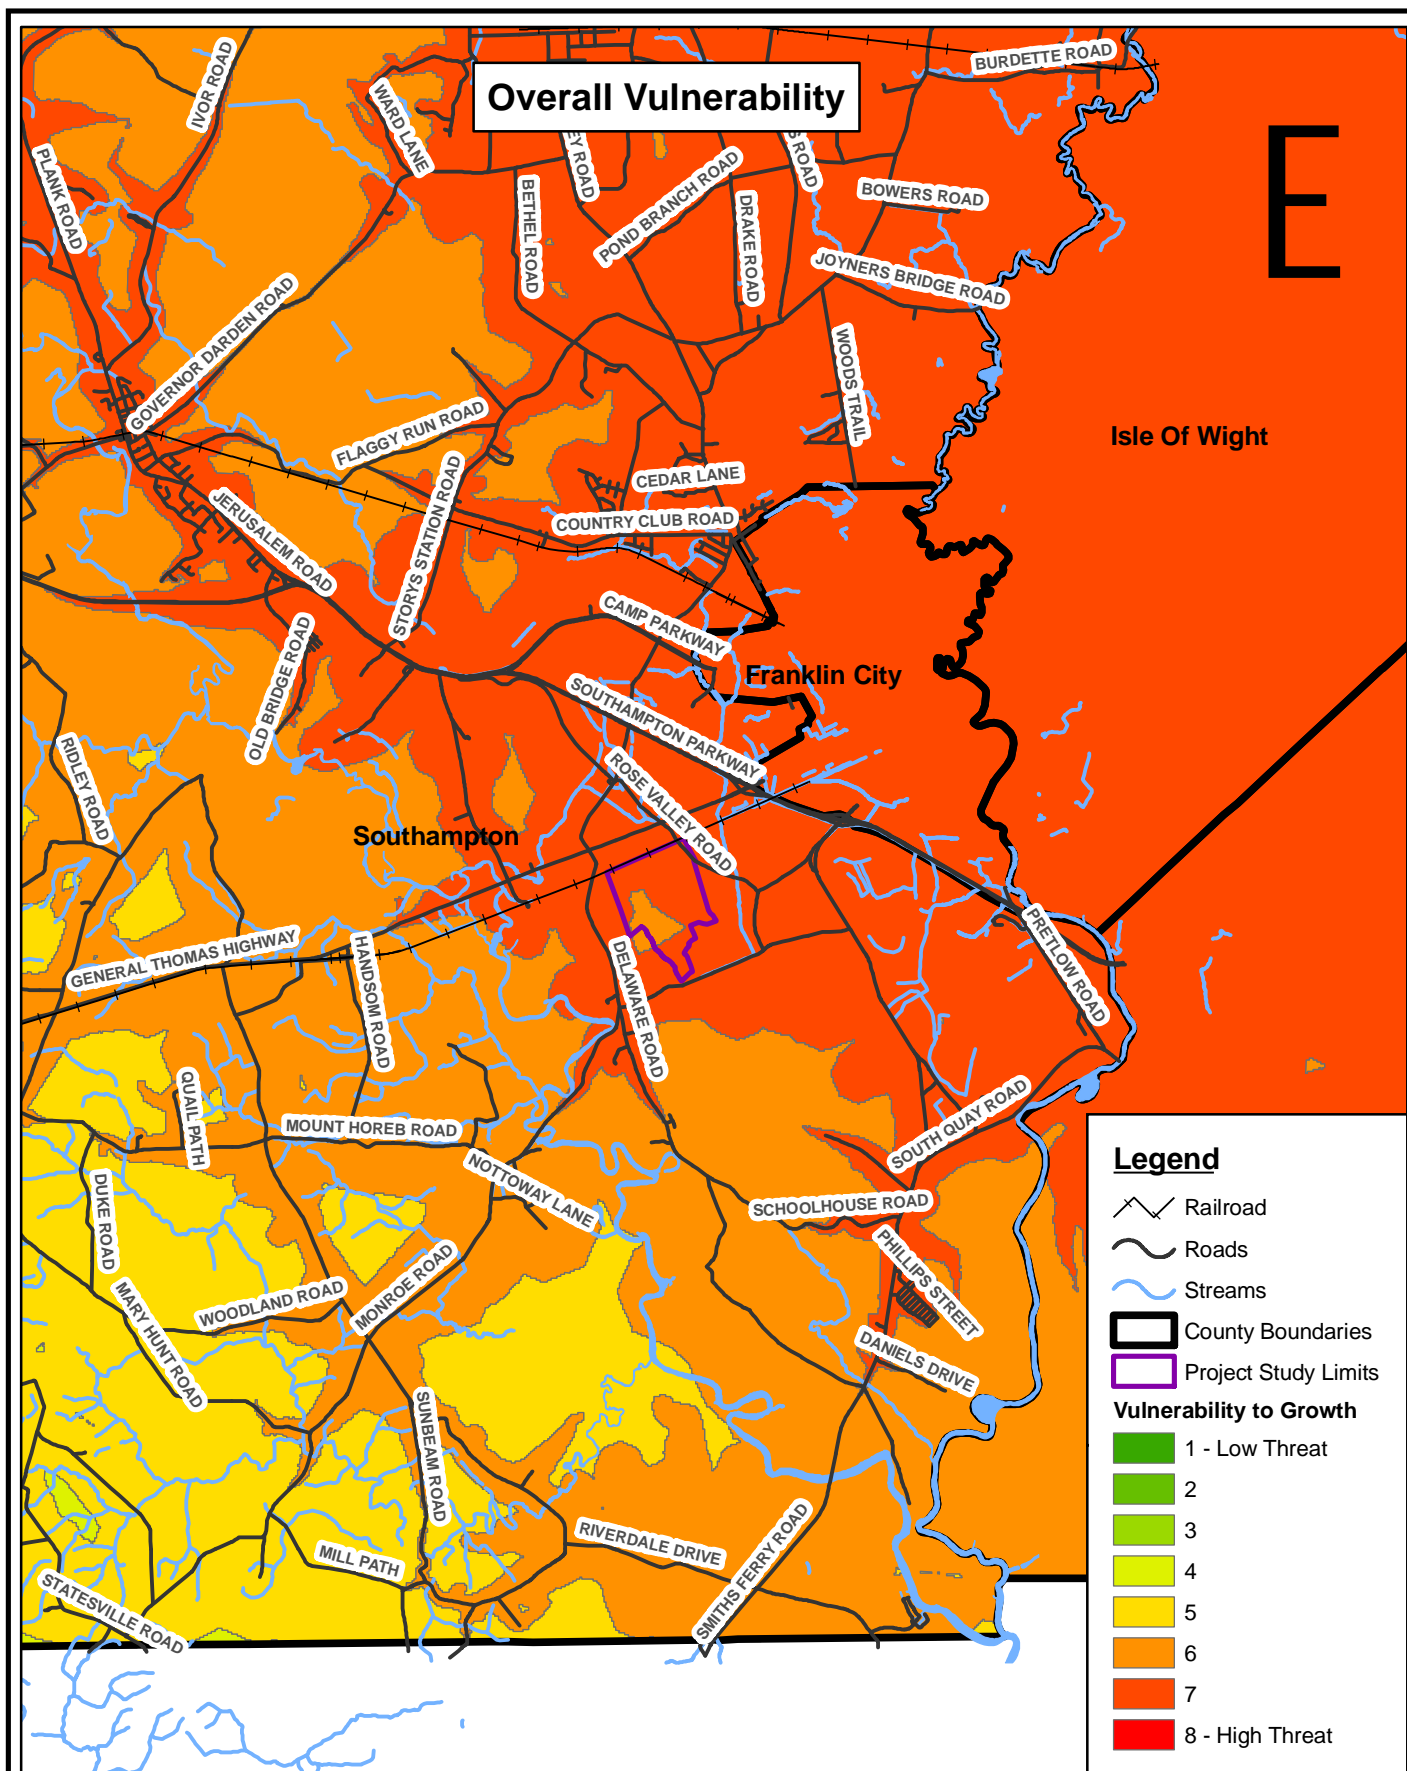 Overall Vulnerability
E
BURDETTE ROAD
IVOR ROAD
WARD LANE
PLANK ROAD
BETHEL ROAD
EY ROAD
POND BRANCH ROAD
DRAKE ROAD
S ROAD
BOWERS ROAD
JOYNERS BRIDGE ROAD
GOVERNOR DARDEN ROAD
WOODS TRAIL
FLAGGY RUN ROAD
Isle Of Wight
CEDAR LANE
COUNTRY CLUB ROAD
JERUSALEM ROAD
STORYS STATION ROAD
CAMP PARKWAY
OLD BRIDGE ROAD
Franklin City
SOUTHAMPTON PARKWAY
RIDLEY ROAD
ROSE VALLEY ROAD
Southampton
GENERAL THOMAS HIGHWAY
HANDSOM ROAD
DELAWARE ROAD
PRETLOW ROAD
QUAIL PATH
MOUNT HOREB ROAD
SOUTH QUAY ROAD
NOTTOWAY LANE
DUKE ROAD
SCHOOLHOUSE ROAD
PHILLIPS STREET
WOODLAND ROAD
MONROE ROAD
MARY HUNT ROAD
DANIELS DRIVE
SUNBEAM ROAD
RIVERDALE DRIVE
SMITHS FERRY ROAD
MILL PATH
STATESVILLE ROAD
Legend
Railroad
Roads
Streams
County Boundaries
Project Study Limits
Vulnerability to Growth
1 - Low Threat
2
3
4
5
6
7
8 - High Threat